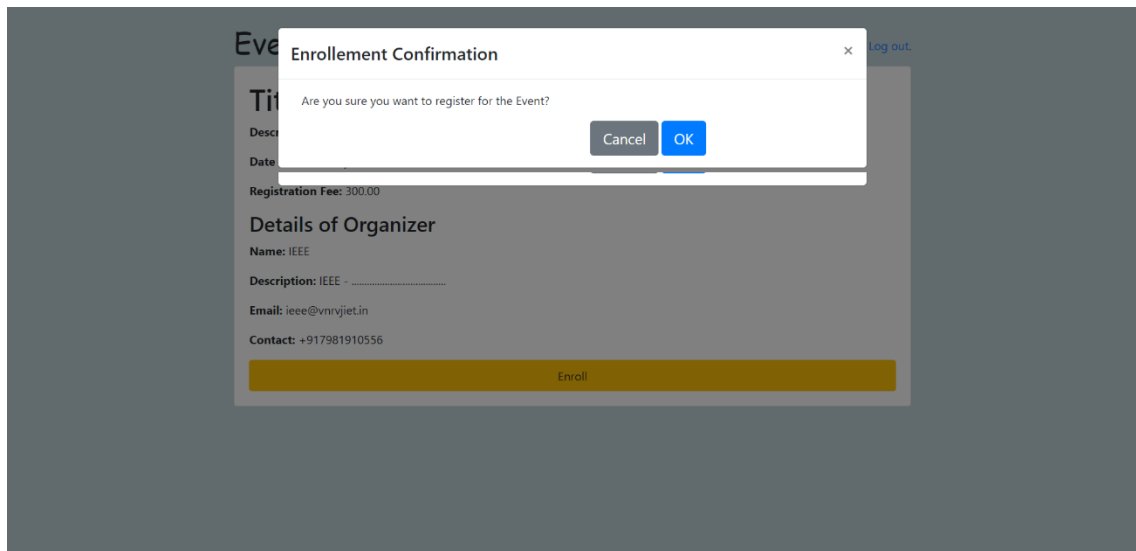 Eve
Enrollement Confirmation
×
Log out.
Are you sure you want to register for the Event?
Cancel
OK
Tit
Descr
Date
Registration Fee: 300.00
Details of Organizer
Name: IEEE
Description: IEEE - .....................................
Email: ieee@vnrvjiet.in
Contact: +917981910556
Enroll